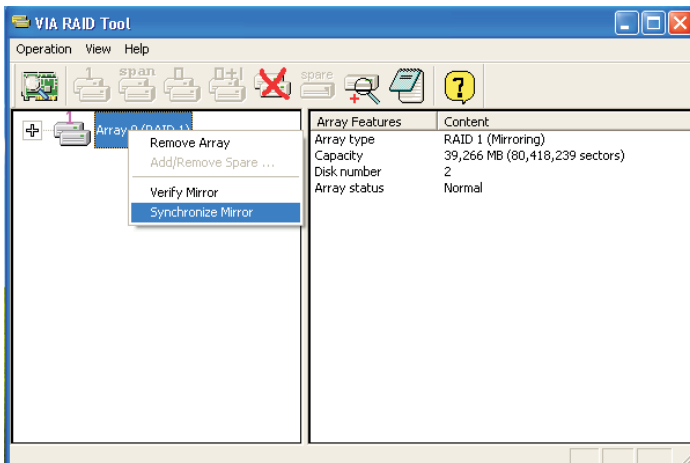 VIA RAID Tool
Operation View Help
1 span spare
Array 0 (RAID 1)
Remove Array
Add/Remove Spare ...
Verify Mirror
Synchronize Mirror
Array Features Content
Array type RAID 1 (Mirroring)
Capacity 39,266 MB (80,418,239 sectors)
Disk number 2
Array status Normal